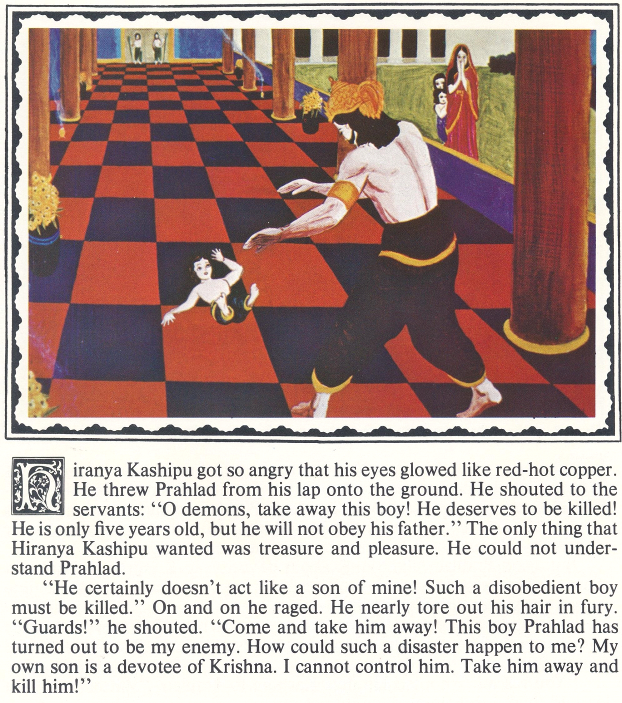 Hiranya Kashipu got so angry that his eyes glowed like red-hot copper.
He threw Prahlad from his lap onto the ground. He shouted to the
servants: “O demons, take away this boy! He deserves to be killed!
He is only five years old, but he will not obey his father.” The only thing that
Hiranya Kashipu wanted was treasure and pleasure. He could not under-
stand Prahlad.
“He certainly doesn’t act like a son of mine! Such a disobedient boy
must be killed.” On and on he raged. He nearly tore out his hair in fury.
“Guards!” he shouted. “Come and take him away! This boy Prahlad has
turned out to be my enemy. How could such a disaster happen to me? My
own son is a devotee of Krishna. I cannot control him. Take him away and
kill him!”